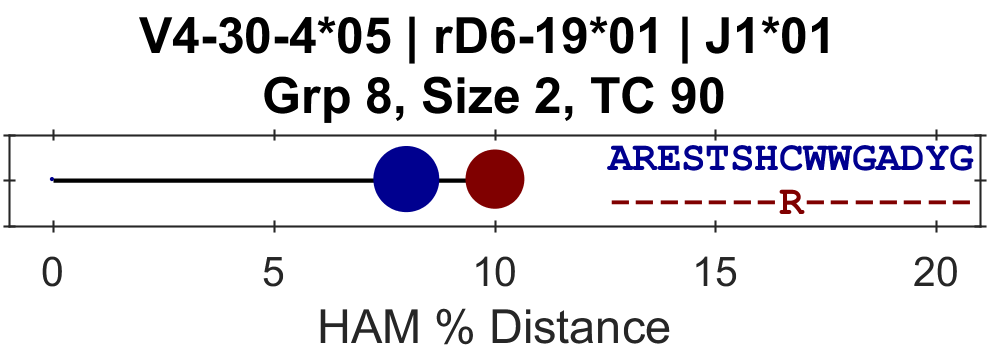 V4-30-4*05 | rD6-19*01 | J1*01
Grp 8, Size 2, TC 90
ARESTSHCWWGADYG
-------R-------
0 5 10 15 20
HAM % Distance